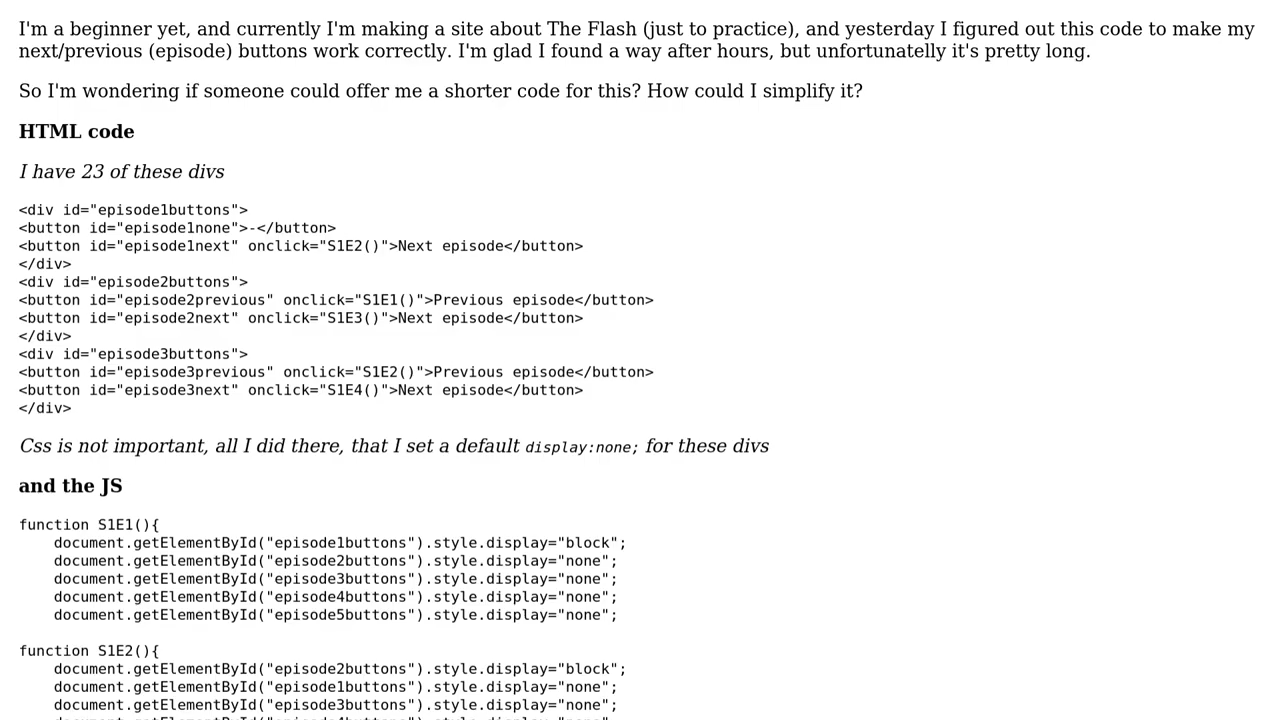 I'm a beginner yet, and currently I'm making a site about The Flash (just to practice), and yesterday I figured out this code to make my
next/previous (episode) buttons work correctly. I'm glad I found a way after hours, but unfortunatelly it's pretty long.
So I'm wondering if someone could offer me a shorter code for this? How could I simplify it?
HTML code
I have 23 of these divs
<div id="episode1buttons">
<button id="episode1none">-</button>
<button id="episode1next" onclick="S1E2()">Next episode</button>
</div>
<div id="episode2buttons">
<button id="episode2previous" onclick="S1E1()">Previous episode</button>
<button id="episode2next" onclick="S1E3()">Next episode</button>
</div>
<div id="episode3buttons">
<button id="episode3previous" onclick="S1E2()">Previous episode</button>
<button id="episode3next" onclick="S1E4()">Next episode</button>
</div>
Css is not important, all I did there, that I set a default display:none; for these divs
and the JS
function S1E1(){
    document.getElementById("episode1buttons").style.display="block";
    document.getElementById("episode2buttons").style.display="none";
    document.getElementById("episode3buttons").style.display="none";
    document.getElementById("episode4buttons").style.display="none";
    document.getElementById("episode5buttons").style.display="none";
function S1E2(){
    document.getElementById("episode2buttons").style.display="block";
    document.getElementById("episode1buttons").style.display="none";
    document.getElementById("episode3buttons").style.display="none";